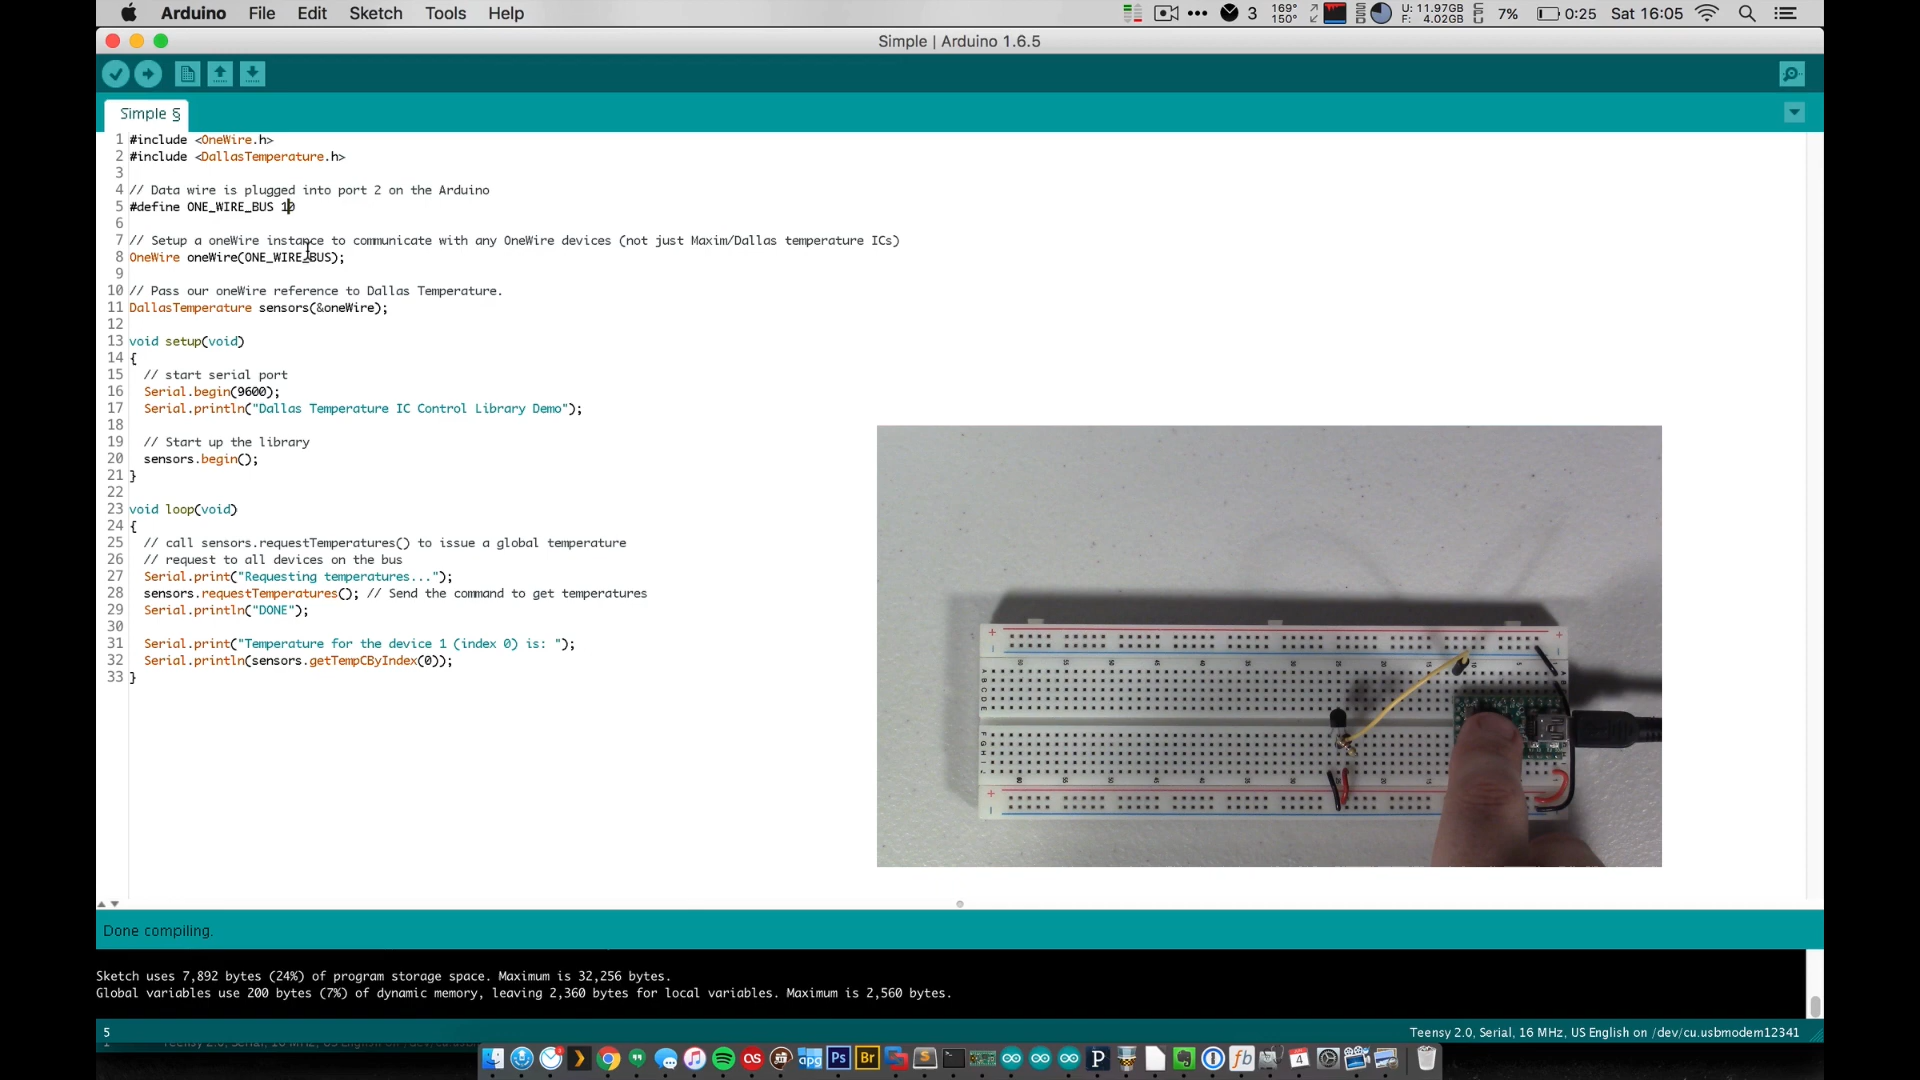 Arduino File Edit Sketch Tools Help 3 169° 150° U: 11.97GB F: 4.02GB 7% 0:25 Sat 16:05
Simple | Arduino 1.6.5
Simple §
1 #include <OneWire.h>
2 #include <DallasTemperature.h>
3
4 // Data wire is plugged into port 2 on the Arduino
5 #define ONE_WIRE_BUS 10
6
7 // Setup a oneWire instance to communicate with any OneWire devices (not just Maxim/Dallas temperature ICs)
8 OneWire oneWire(ONE_WIRE_BUS);
9
10 // Pass our oneWire reference to Dallas Temperature.
11 DallasTemperature sensors(&oneWire);
12
13 void setup(void)
14 {
15 // start serial port
16 Serial.begin(9600);
17 Serial.println("Dallas Temperature IC Control Library Demo");
18
19 // Start up the library
20 sensors.begin();
21 }
22
23 void loop(void)
24 {
25 // call sensors.requestTemperatures() to issue a global temperature
26 // request to all devices on the bus
27 Serial.print("Requesting temperatures...");
28 sensors.requestTemperatures(); // Send the command to get temperatures
29 Serial.println("DONE");
30
31 Serial.print("Temperature for the device 1 (index 0) is: ");
32 Serial.println(sensors.getTempCByIndex(0));
33 }
Done compiling.
Sketch uses 7,892 bytes (24%) of program storage space. Maximum is 32,256 bytes.
Global variables use 200 bytes (7%) of dynamic memory, leaving 2,360 bytes for local variables. Maximum is 2,560 bytes.
5 Teensy 2.0, Serial, 16 MHz, US English on /dev/cu.usbmodem12341